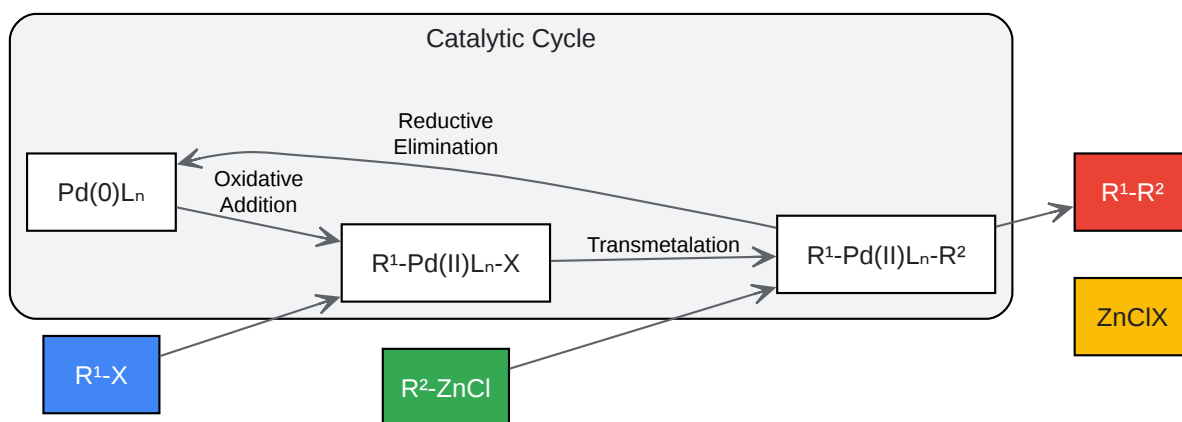 Catalytic Cycle
Reductive
Elimination
Pd(0)Lₙ
Oxidative
Addition
R¹-R²
R¹-Pd(II)Lₙ-X
Transmetalation
R¹-Pd(II)Lₙ-R²
ZnClX
R¹-X
R²-ZnCl